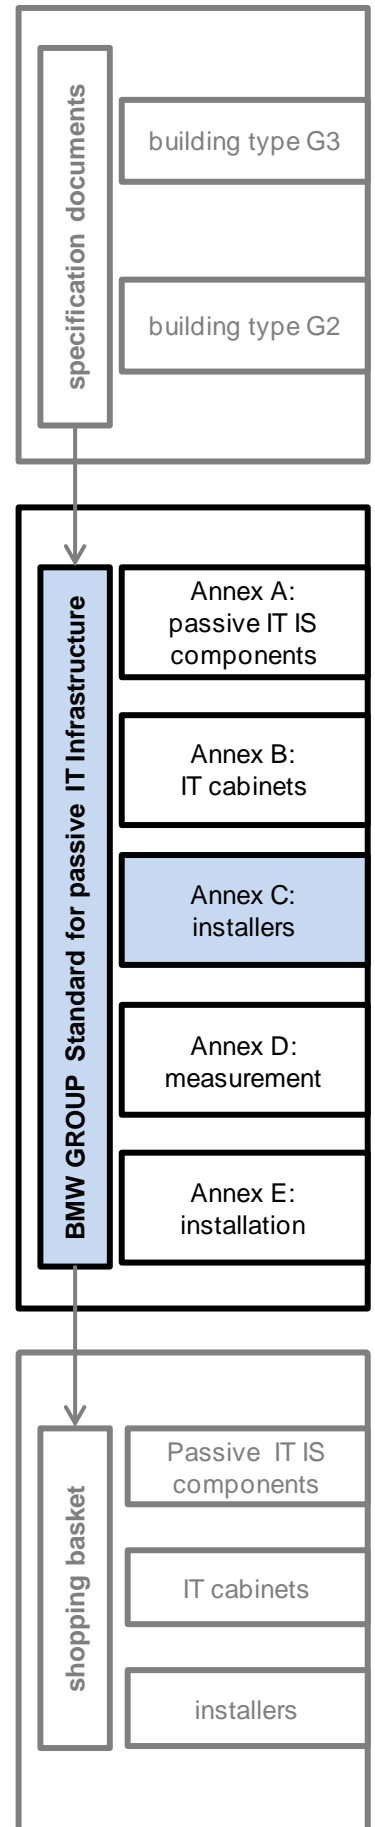 specification documents
building type G3
building type G2
BMW GROUP Standard for passive IT Infrastructure
Annex A:
passive IT IS
components
Annex B:
IT cabinets
Annex C:
installers
Annex D:
measurement
Annex E:
installation
shopping basket
Passive IT IS
components
IT cabinets
installers